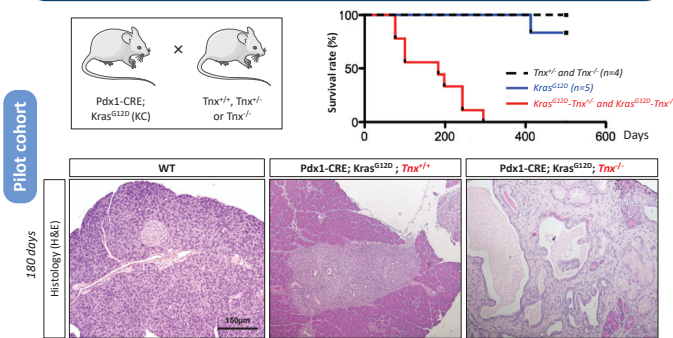 Pilot cohort
×
Pdx1-CRE;
Kras^G12D (KC)
Tnx^+/+, Tnx^+/-
or Tnx^-/-
Survival rate (%)
100
50
0
0
200
400
600
Days
Tnx^+/- and Tnx^-/- (n=4)
Kras^G12D (n=5)
Kras^G12D-Tnx^+/- and Kras^G12D-Tnx^-/
WT
Pdx1-CRE; Kras^G12D ; Tnx^+/+
Pdx1-CRE; Kras^G12D; Tnx^-/-
180 days
Histology (H&E)
150µm